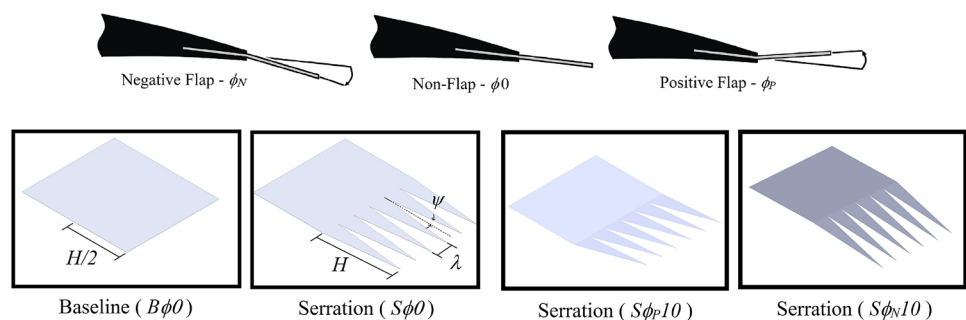 Negative Flap - ϕN
Non-Flap - ϕ0
Positive Flap - ϕP
H/2
H
ψ
λ
Baseline ( Bϕ0 )
Serration ( Sϕ0 )
Serration ( SϕP10 )
Serration ( SϕN10 )